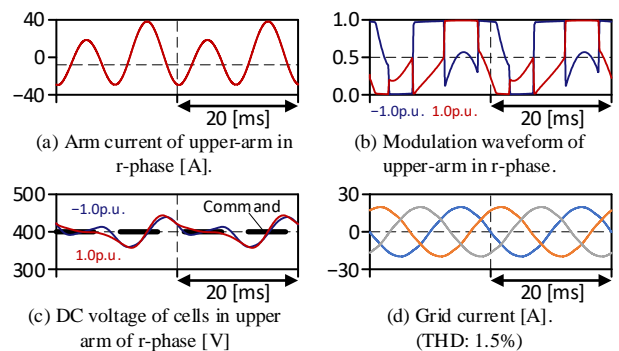 40
0
−40
20 [ms]
(a) Arm current of upper-arm in
r-phase [A].
1.0
0.5
0.0
−1.0p.u. 1.0p.u.
20 [ms]
(b) Modulation waveform of
upper-arm in r-phase.
500
400
300
−1.0p.u.
Command
1.0p.u.
20 [ms]
(c) DC voltage of cells in upper
arm of r-phase [V]
30
0
−30
20 [ms]
(d) Grid current [A].
(THD: 1.5%)